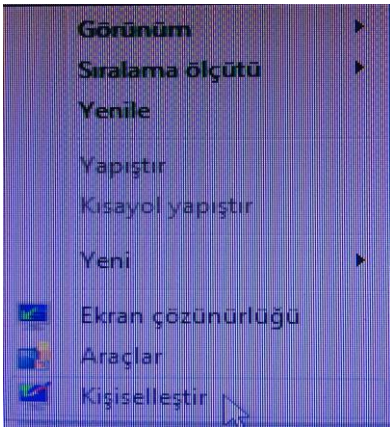 Görünüm
Sıralama ölçütü
Yenile
Yapıştır
Kısayol yapıştır
Yeni
Ekran çözünürlüğü
Araçlar
Kişiselleştir